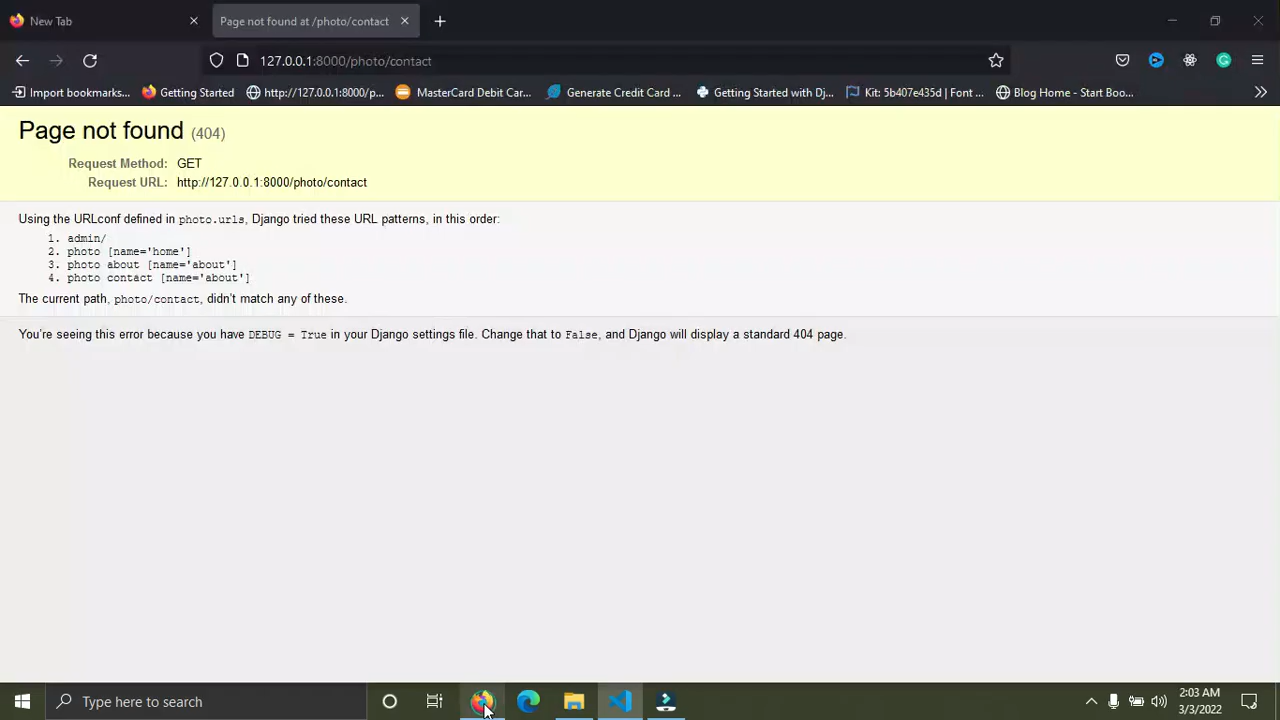 New Tab
Page not found at /photo/contact
127.0.0.1:8000/photo/contact
Import bookmarks...
Getting Started
http://127.0.0.1:8000/p...
MasterCard Debit Car...
Generate Credit Card ...
Getting Started with Dj...
Kit: 5b407e435d | Font ...
Blog Home - Start Boo...
Page not found (404)
Request Method: GET
Request URL: http://127.0.0.1:8000/photo/contact
Using the URLconf defined in photo.urls, Django tried these URL patterns, in this order:
1. admin/
2. photo [name='home']
3. photo about [name='about']
4. photo contact [name='about']
The current path, photo/contact, didn't match any of these.
You're seeing this error because you have DEBUG = True in your Django settings file. Change that to False, and Django will display a standard 404 page.
Type here to search
2:03 AM
3/3/2022